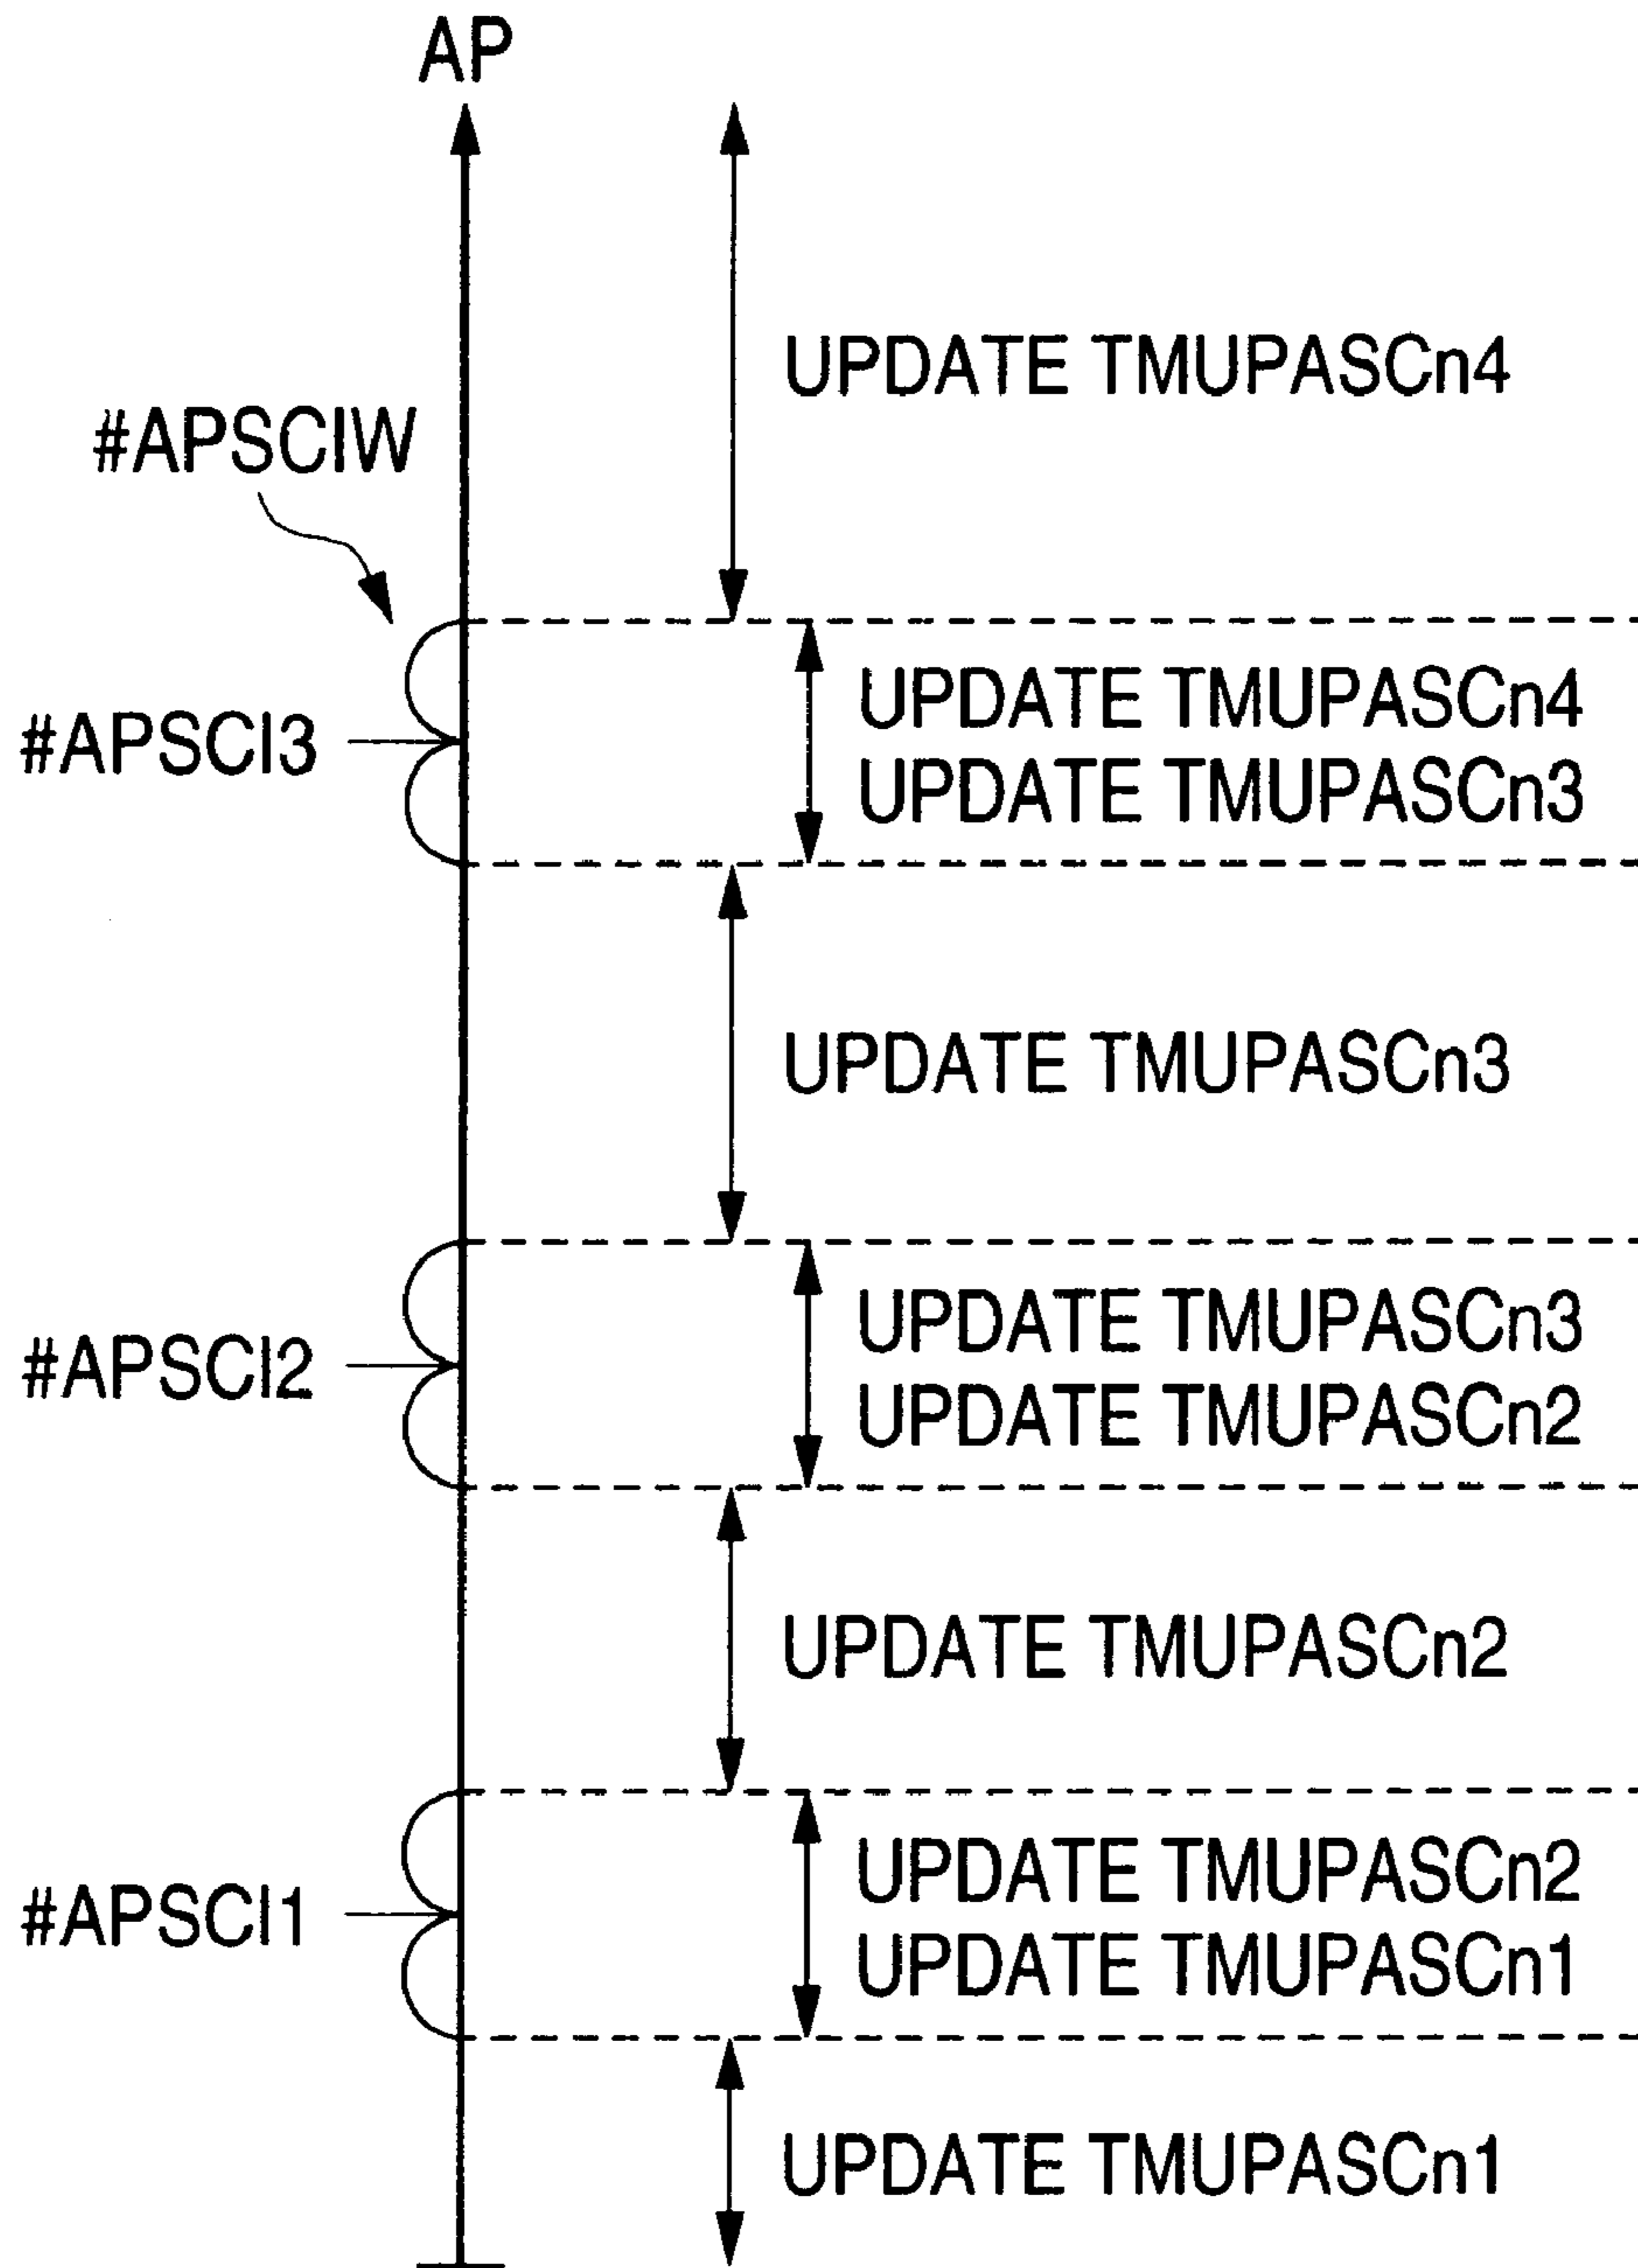 AP
UPDATE TMUPASCn4
#APSCIW
UPDATE TMUPASCn4
#APSCI3
UPDATE TMUPASCn3
UPDATE TMUPASCn3
UPDATE TMUPASCn3
#APSCI2
UPDATE TMUPASCn2
UPDATE TMUPASCn2
UPDATE TMUPASCn2
#APSCI1
UPDATE TMUPASCn1
UPDATE TMUPASCn1